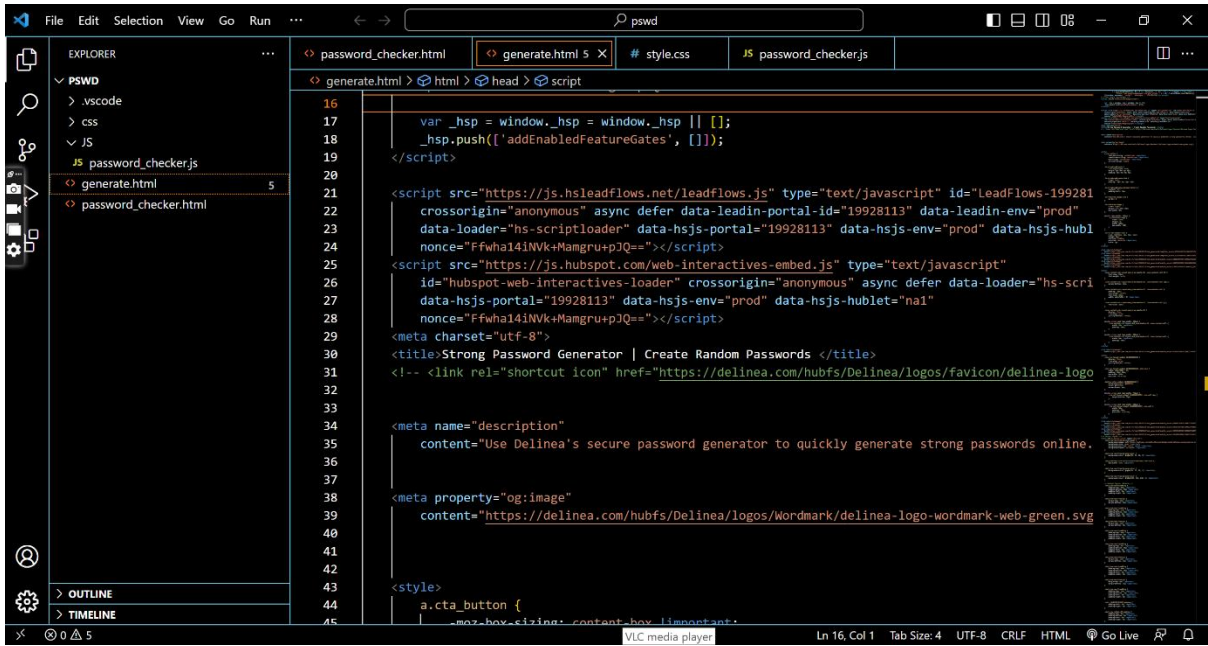 File Edit Selection View Go Run ··· pswd
EXPLORER ···
PSWD
.vscode
css
JS
JS password_checker.js
generate.html 5
password_checker.html
OUTLINE
TIMELINE
password_checker.html generate.html 5 # style.css JS password_checker.js
generate.html > html > head > script
16
17 var _hsp = window._hsp = window._hsp || [];
18 _hsp.push(['addEnabledFeatureGates', []]);
19 </script>
20
21 <script src="https://js.hsleadflows.net/leadflows.js" type="text/javascript" id="LeadFlows-199281
22 crossorigin="anonymous" async defer data-leadin-portal-id="19928113" data-leadin-env="prod"
23 data-loader="hs-scriptloader" data-hsjs-portal="19928113" data-hsjs-env="prod" data-hsjs-hubl
24 nonce="Ffwha14iNVk+Mamgru+pJQ=="></script>
25 <script src="https://js.hubspot.com/web-interactives-embed.js" type="text/javascript"
26 id="hubspot-web-interactives-loader" crossorigin="anonymous" async defer data-loader="hs-scri
27 data-hsjs-portal="19928113" data-hsjs-env="prod" data-hsjs-hublet="na1"
28 nonce="Ffwha14iNVk+Mamgru+pJQ=="></script>
29 <meta charset="utf-8">
30 <title>Strong Password Generator | Create Random Passwords </title>
31 <!-- <link rel="shortcut icon" href="https://delinea.com/hubfs/Delinea/logos/favicon/delinea-logo
32
33
34 <meta name="description"
35 content="Use Delinea's secure password generator to quickly generate strong passwords online.
36
37
38 <meta property="og:image"
39 content="https://delinea.com/hubfs/Delinea/logos/Wordmark/delinea-logo-wordmark-web-green.svg
40
41
42
43 <style>
44 a.cta_button {
45 -moz-box-sizing: content-box !important;
0 5 VLC media player Ln 16, Col 1 Tab Size: 4 UTF-8 CRLF HTML Go Live